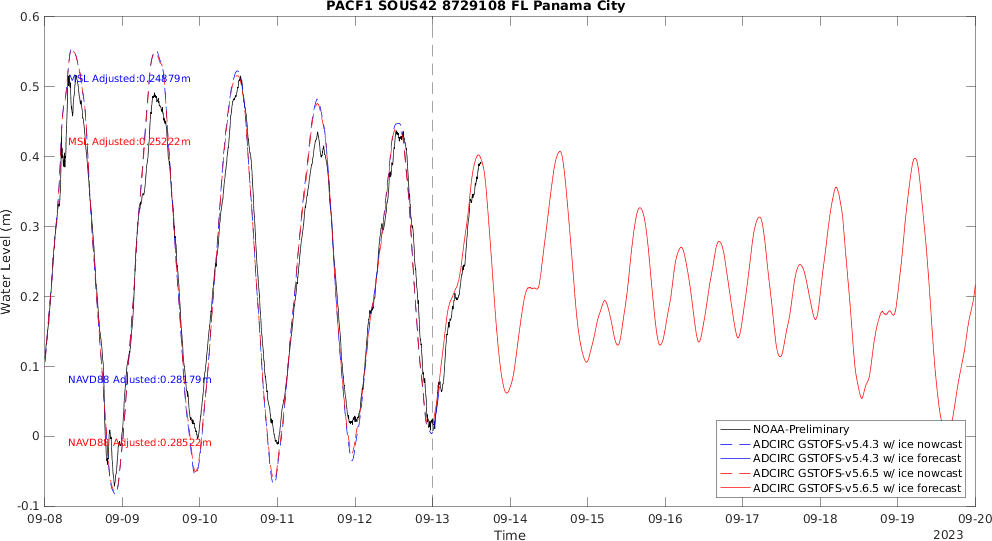 PACF1 SOUS42 8729108 FL Panama City
0.6
0.5
0.4
0.3
0.2
0.1
0
-0.1
Water Level (m)
MSL Adjusted:0.24879m
MSL Adjusted:0.25222m
NAVD88 Adjusted:0.28179m
NAVD88 Adjusted:0.28522m
NOAA-Preliminary
ADCIRC GSTOFS-v5.4.3 w/ ice nowcast
ADCIRC GSTOFS-v5.4.3 w/ ice forecast
ADCIRC GSTOFS-v5.6.5 w/ ice nowcast
ADCIRC GSTOFS-v5.6.5 w/ ice forecast
09-08 09-09 09-10 09-11 09-12 09-13 09-14 09-15 09-16 09-17 09-18 09-19 09-20
Time
2023